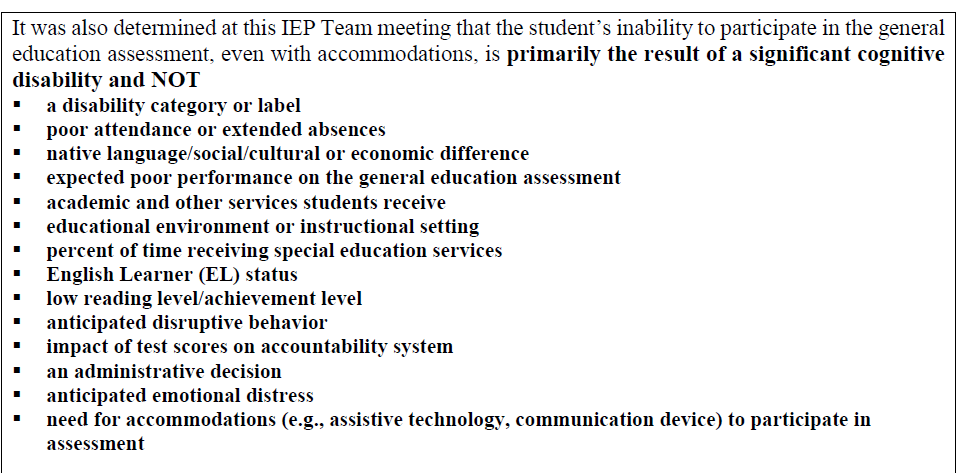 It was also determined at this IEP Team meeting that the student’s inability to participate in the general
education assessment, even with accommodations, is primarily the result of a significant cognitive
disability and NOT
▪ a disability category or label
▪ poor attendance or extended absences
▪ native language/social/cultural or economic difference
▪ expected poor performance on the general education assessment
▪ academic and other services students receive
▪ educational environment or instructional setting
▪ percent of time receiving special education services
▪ English Learner (EL) status
▪ low reading level/achievement level
▪ anticipated disruptive behavior
▪ impact of test scores on accountability system
▪ an administrative decision
▪ anticipated emotional distress
▪ need for accommodations (e.g., assistive technology, communication device) to participate in
assessment